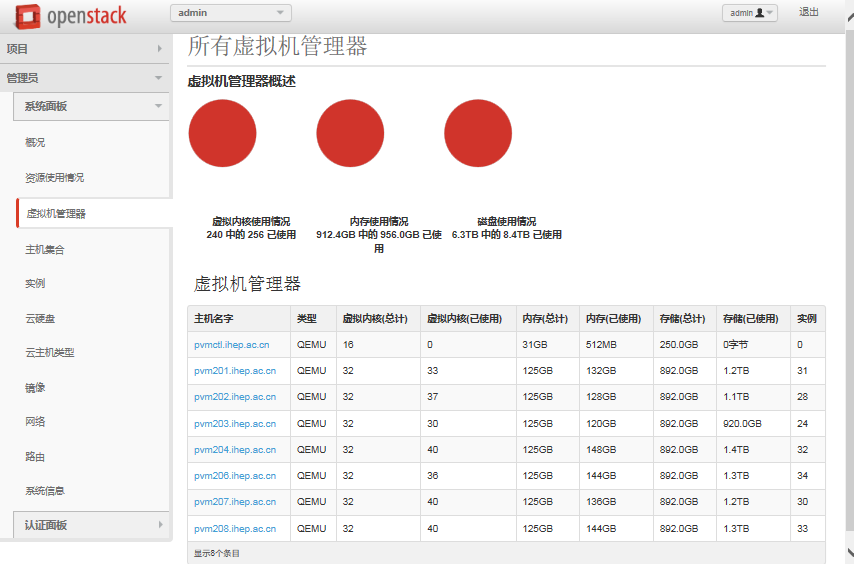 openstack
admin
admin
退出
项目
管理员
系统面板
概况
资源使用情况
虚拟机管理器
主机集合
实例
云硬盘
云主机类型
镜像
网络
路由
系统信息
认证面板
所有虚拟机管理器
虚拟机管理器概述
虚拟内核使用情况
240 中的 256 已使用
内存使用情况
912.4GB 中的 956.0GB 已使
用
磁盘使用情况
6.3TB 中的 8.4TB 已使用
虚拟机管理器
主机名字 类型 虚拟内核(总计) 虚拟内核(已使用) 内存(总计) 内存(已使用) 存储(总计) 存储(已使用) 实例
pvmctl.ihep.ac.cn QEMU 16 0 31GB 512MB 250.0GB 0字节 0
pvm201.ihep.ac.cn QEMU 32 33 125GB 132GB 892.0GB 1.2TB 31
pvm202.ihep.ac.cn QEMU 32 37 125GB 128GB 892.0GB 1.1TB 28
pvm203.ihep.ac.cn QEMU 32 30 125GB 120GB 892.0GB 920.0GB 24
pvm204.ihep.ac.cn QEMU 32 40 125GB 148GB 892.0GB 1.4TB 32
pvm206.ihep.ac.cn QEMU 32 36 125GB 144GB 892.0GB 1.3TB 34
pvm207.ihep.ac.cn QEMU 32 40 125GB 136GB 892.0GB 1.2TB 30
pvm208.ihep.ac.cn QEMU 32 40 125GB 144GB 892.0GB 1.3TB 33
显示8个条目